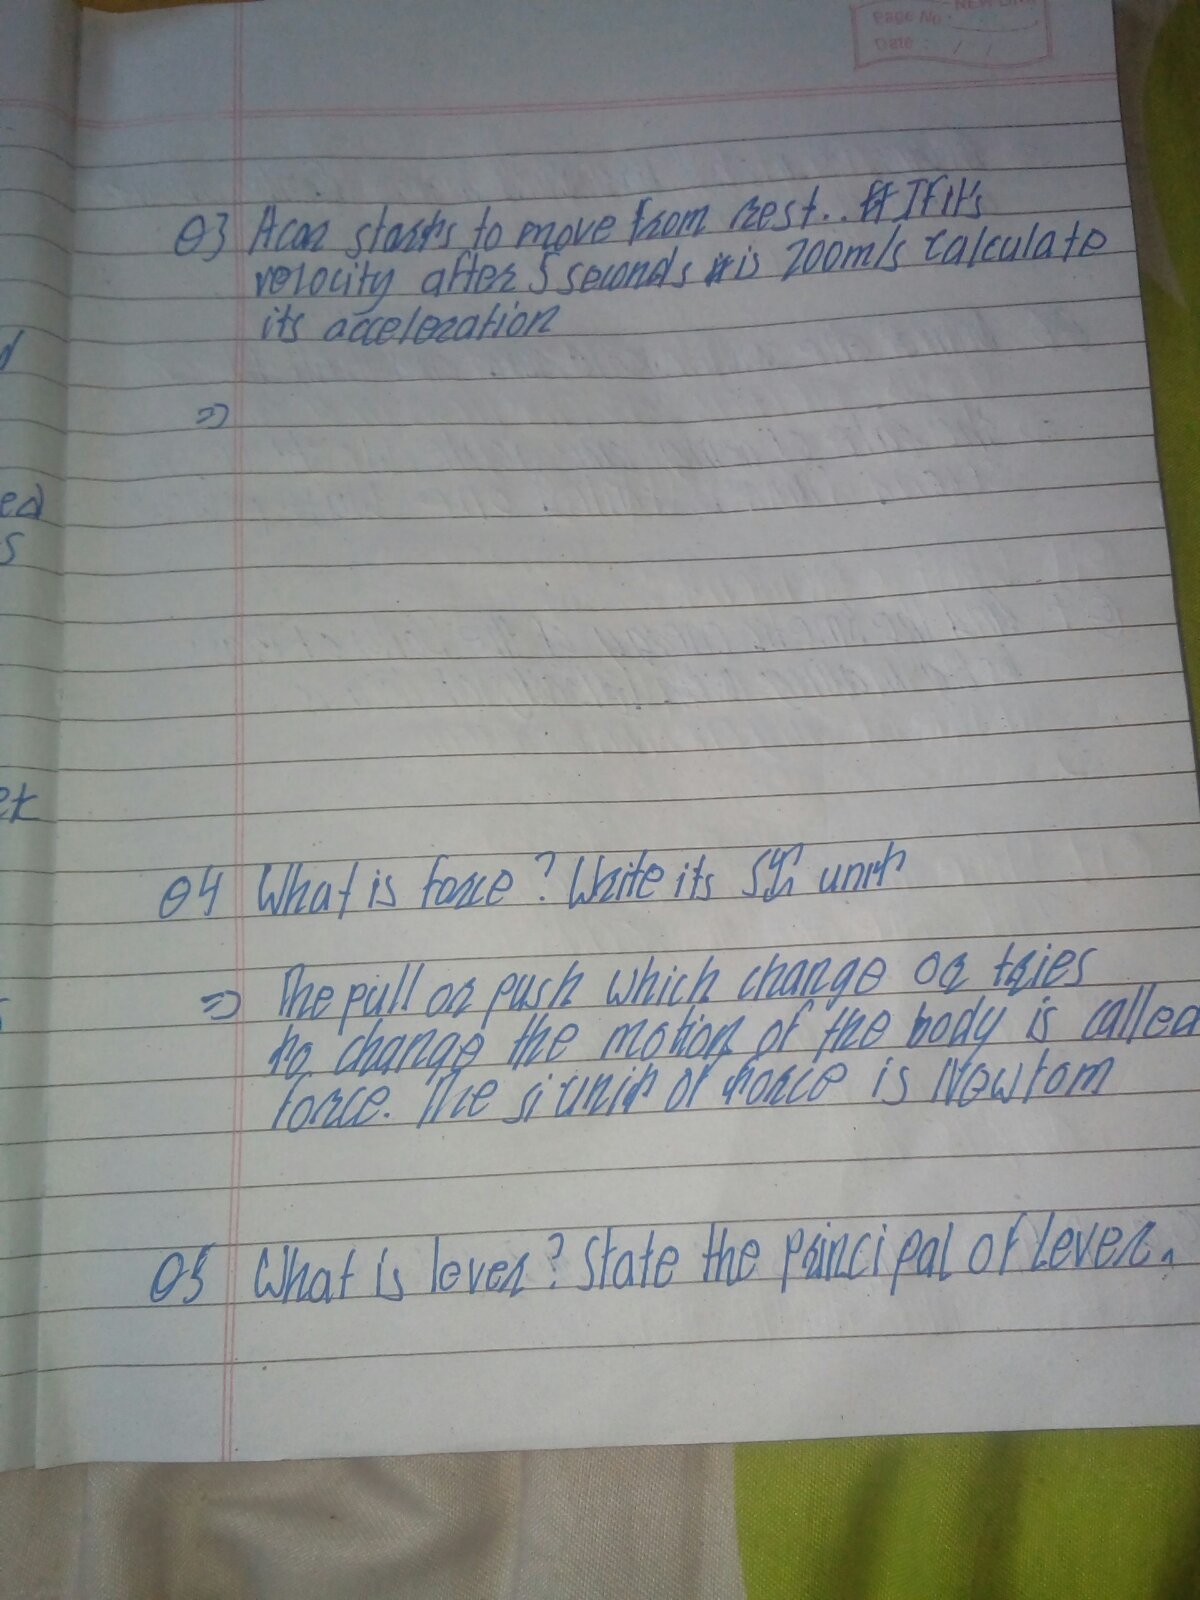 Page No.
Date : / /
Q3 A car starts to move from rest.. If it's
velocity after 5 seconds is 200m/s calculate
its acceleration
=>
Q4 What is force? Write its unit
=> The pull or push which change or tries
to change the motion of the body is called
force. The si unit of force is Newtom
Q5 What is lever? State the principal of Lever.
d
ed
s
et